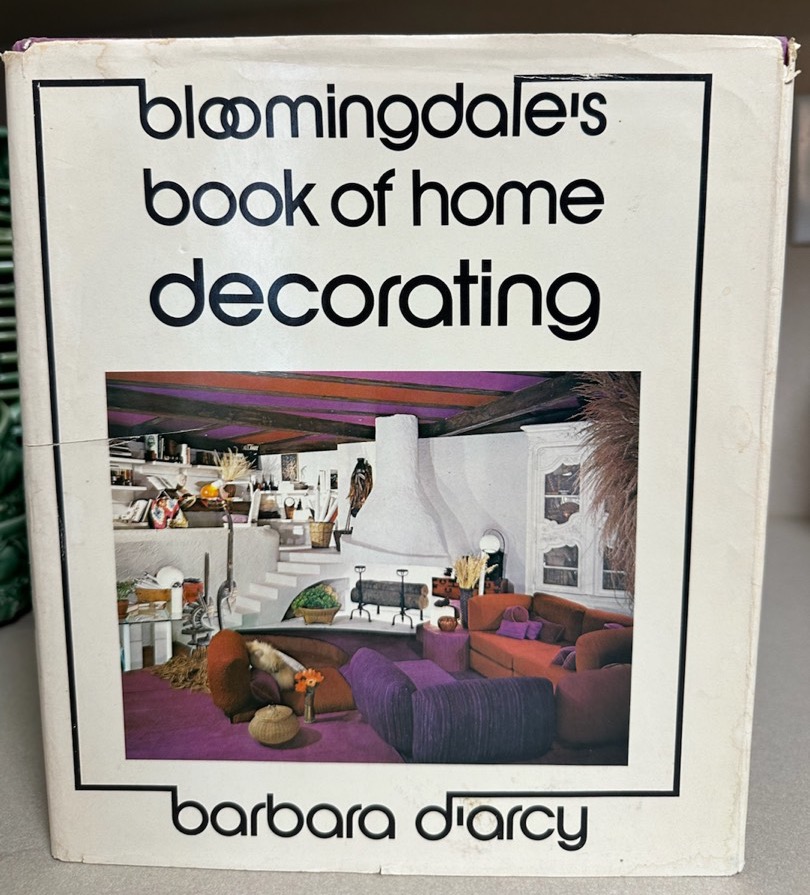 bloomingdale's
book of home
decorating
barbara d'arcy